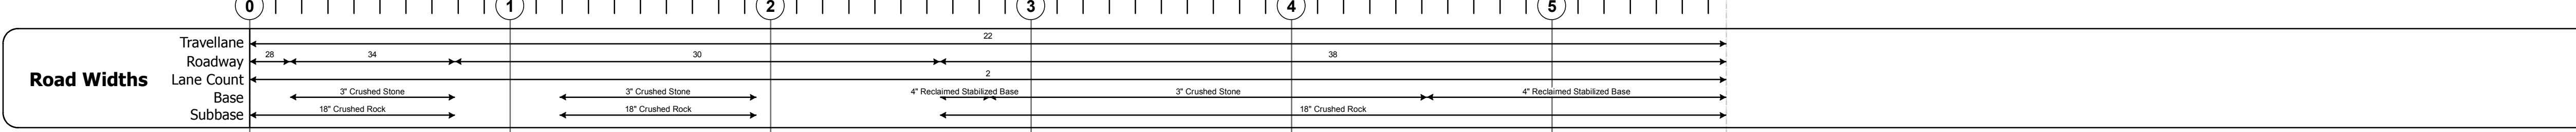 0 1 2 3 4 5
Travellane 22
Roadway 28 34 30 38
Road Widths
Lane Count 2
Base 3" Crushed Stone 3" Crushed Stone 4" Reclaimed Stabilized Base 3" Crushed Stone 4" Reclaimed Stabilized Base
Subbase 18" Crushed Rock 18" Crushed Rock 18" Crushed Rock